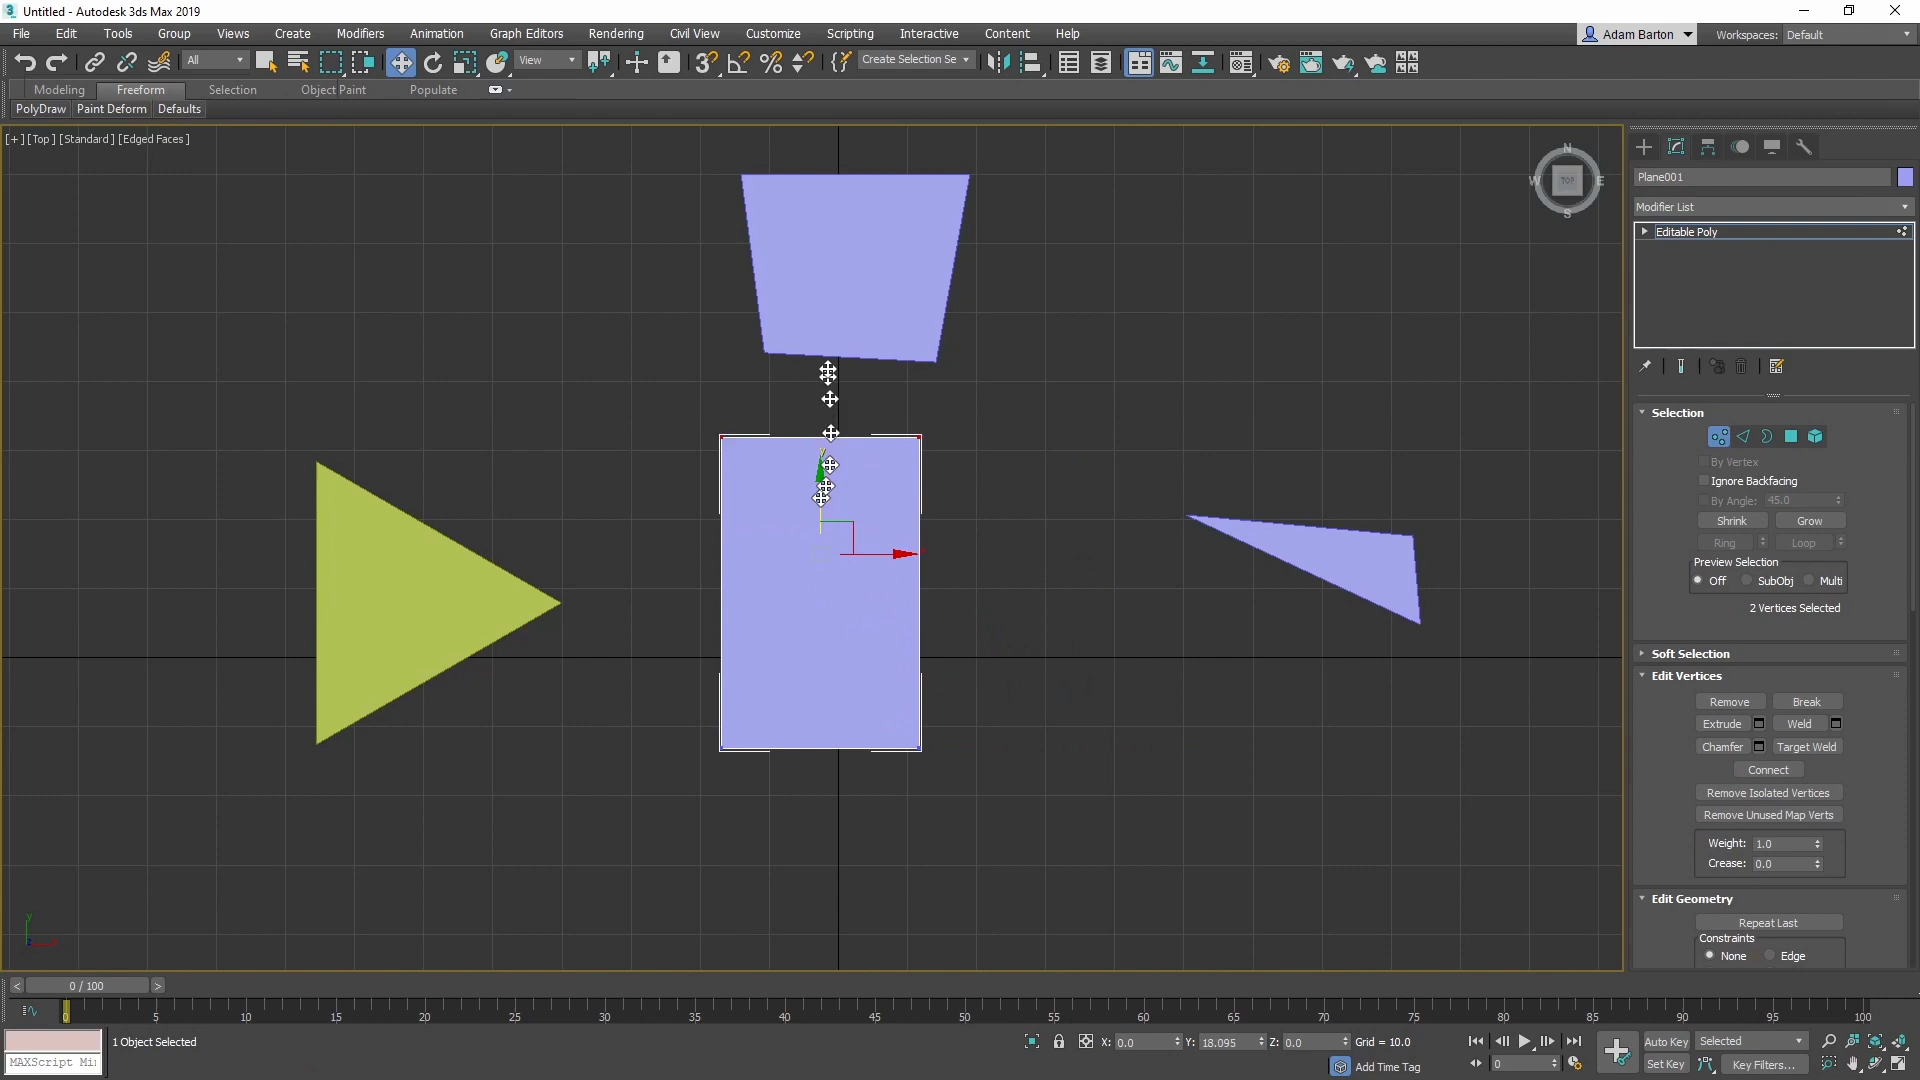 Untitled - Autodesk 3ds Max 2019
File Edit Tools Group Views Create Modifiers Animation Graph Editors Rendering Civil View Customize Scripting Interactive Content Help Adam Barton Workspaces: Default
All View Create Selection Se
Modeling Freeform Selection Object Paint Populate
PolyDraw Paint Deform Defaults
[+] [Top] [Standard] [Edged Faces]
N
W TOP E
S
Plane001
Modifier List
Editable Poly
Selection
By Vertex
Ignore Backfacing
By Angle: 45.0
Shrink Grow
Ring Loop
Preview Selection
Off SubObj Multi
2 Vertices Selected
Soft Selection
Edit Vertices
Remove Break
Extrude Weld
Chamfer Target Weld
Connect
Remove Isolated Vertices
Remove Unused Map Verts
Weight: 1.0
Crease: 0.0
Edit Geometry
Repeat Last
Constraints
None Edge
y
z
< 0 / 100 >
0 5 10 15 20 25 30 35 40 45 50 55 60 65 70 75 80 85 90 95 100
1 Object Selected X: 0.0 Y: 18.095 Z: 0.0 Grid = 10.0 Auto Key Selected
MAXScript Mi Add Time Tag 0 Set Key Key Filters...